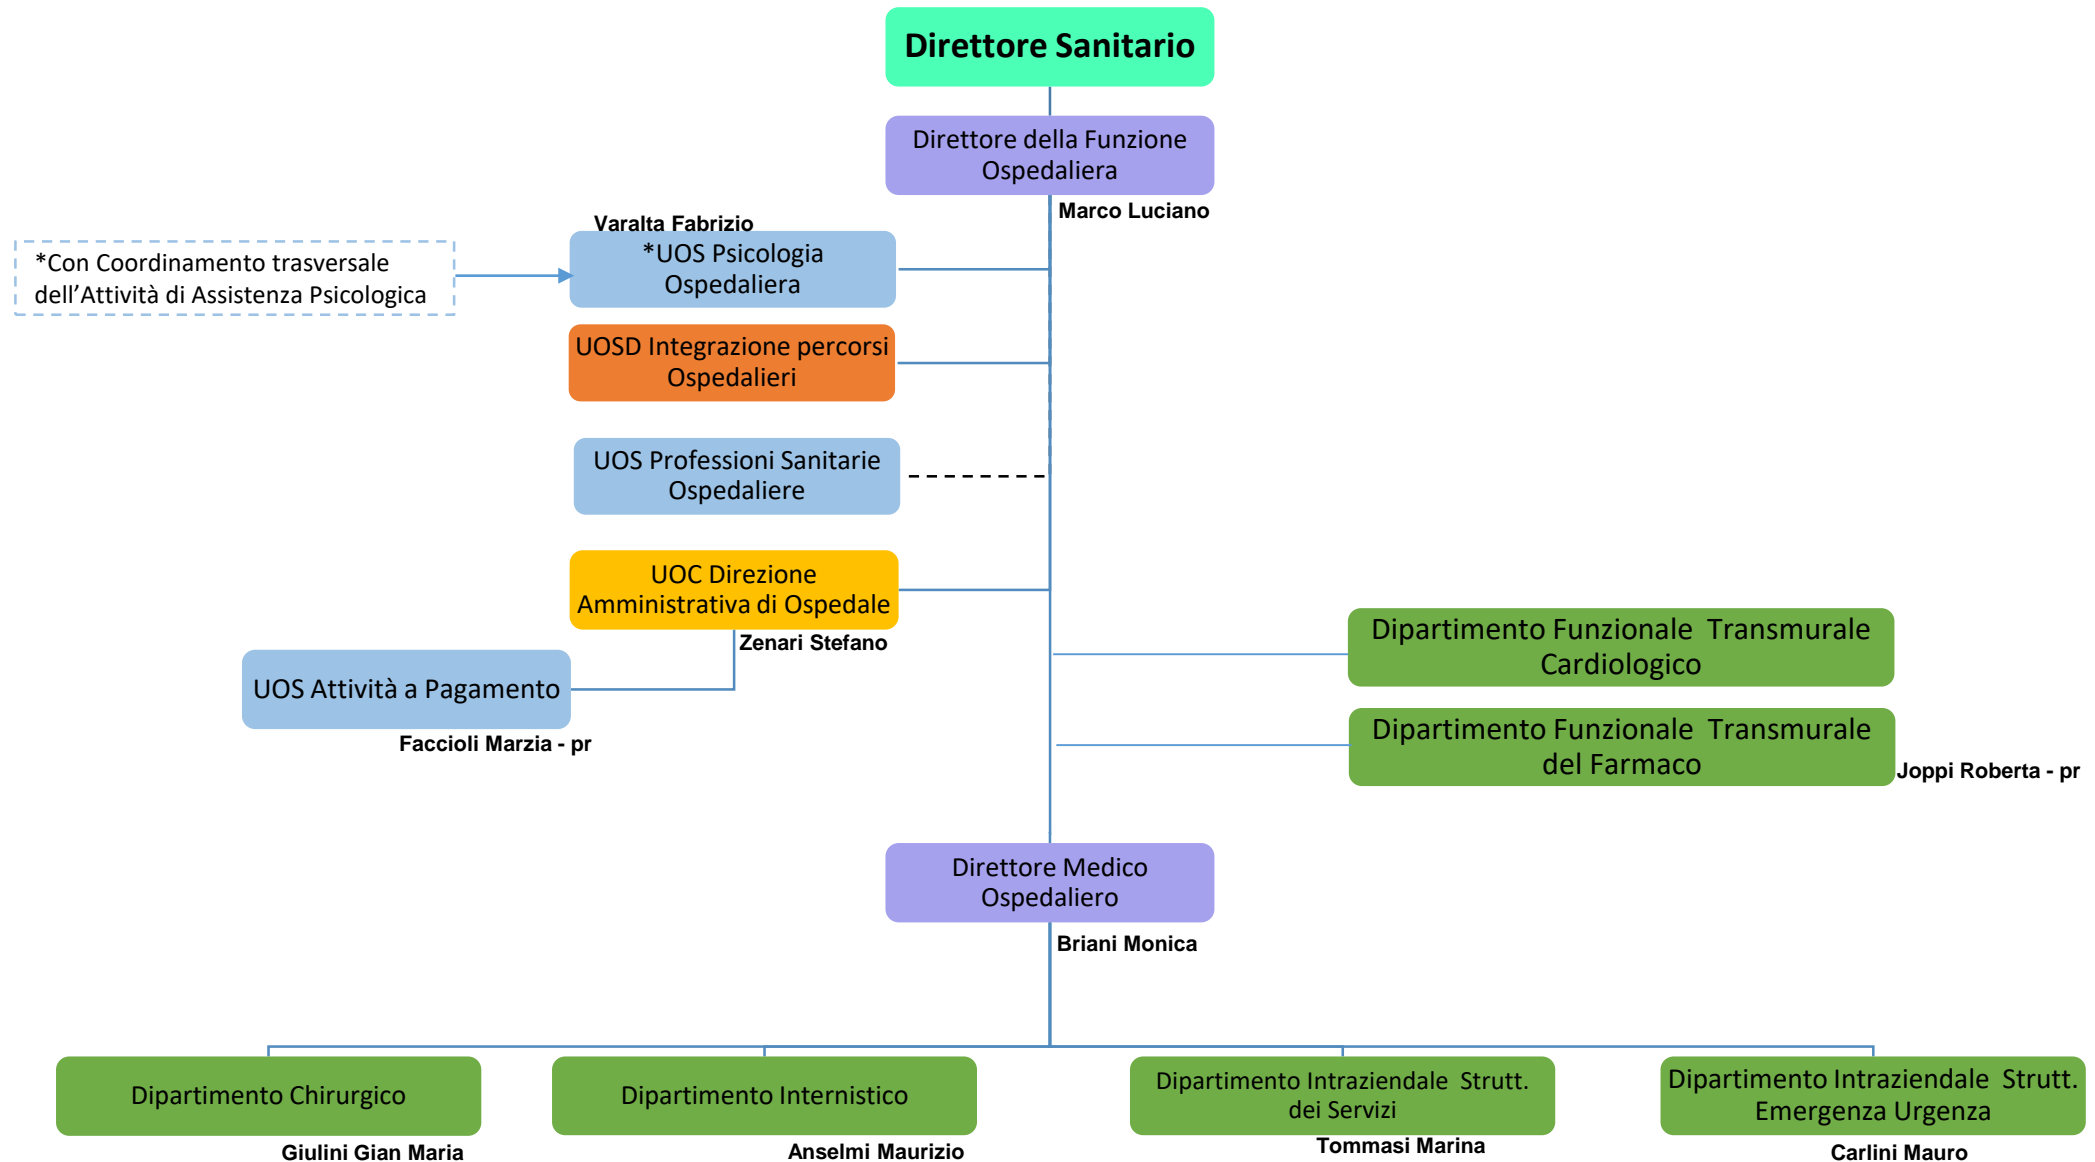 Direttore Sanitario
Direttore della Funzione
Ospedaliera
Marco Luciano
Varalta Fabrizio
*UOS Psicologia
Ospedaliera
*Con Coordinamento trasversale
dell’Attività di Assistenza Psicologica
UOSD Integrazione percorsi
Ospedalieri
UOS Professioni Sanitarie
Ospedaliere
UOC Direzione
Amministrativa di Ospedale
Zenari Stefano
UOS Attività a Pagamento
Faccioli Marzia - pr
Dipartimento Funzionale Transmurale
Cardiologico
Dipartimento Funzionale Transmurale
del Farmaco
Joppi Roberta - pr
Direttore Medico
Ospedaliero
Briani Monica
Dipartimento Chirurgico
Giulini Gian Maria
Dipartimento Internistico
Anselmi Maurizio
Dipartimento Intraziendale Strutt.
dei Servizi
Tommasi Marina
Dipartimento Intraziendale Strutt.
Emergenza Urgenza
Carlini Mauro